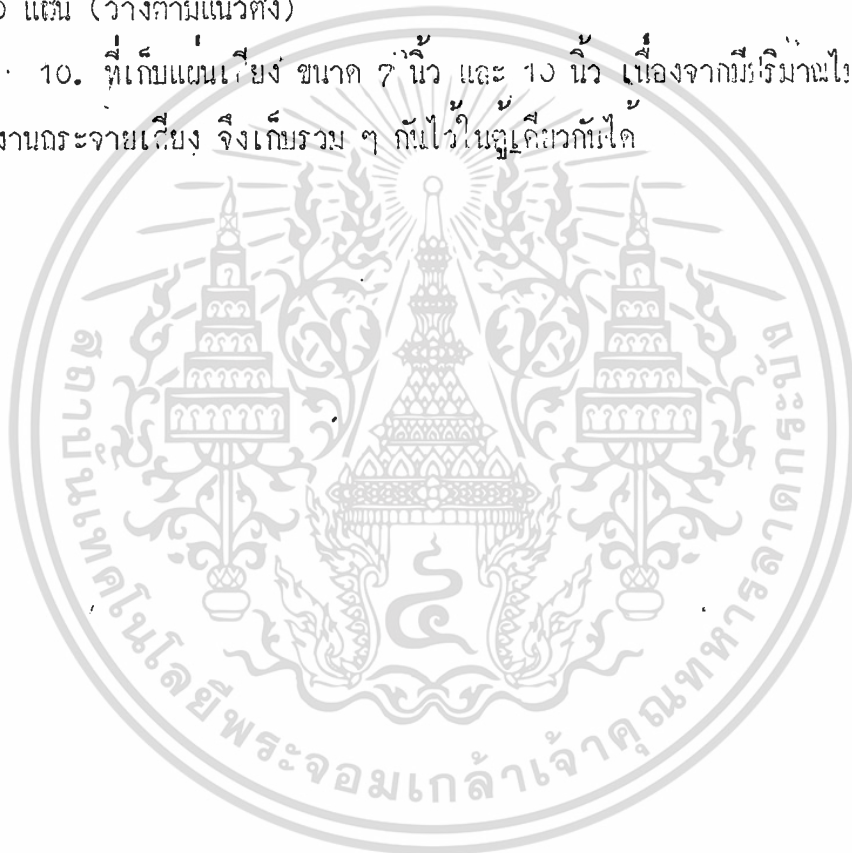 แผ่น (วางตามแนวตั้ง)
10. ที่เก็บแผ่นเสียง ขนาด 7 นิ้ว และ 10 นิ้ว เนื่องจากมีปริมาณไม
งานกระจายเสียง จึงเก็บรวม ๆ กันไว้ในตู้เดียวกันได้
สถาบันเทคโนโลยีพระจอมเกล้าเจ้าคุณทหารลาดกระบัง
๔